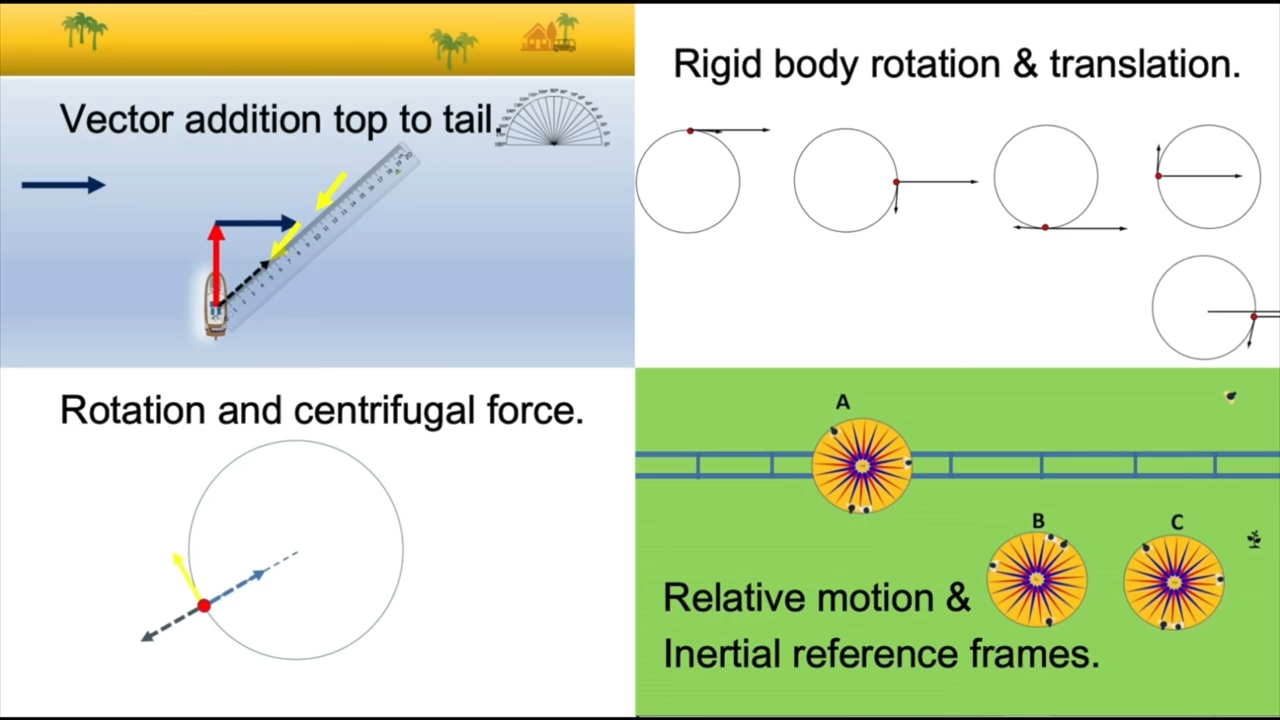 Vector addition top to tail.
Rigid body rotation & translation.
Rotation and centrifugal force.
A
B
C
Relative motion &
Inertial reference frames.